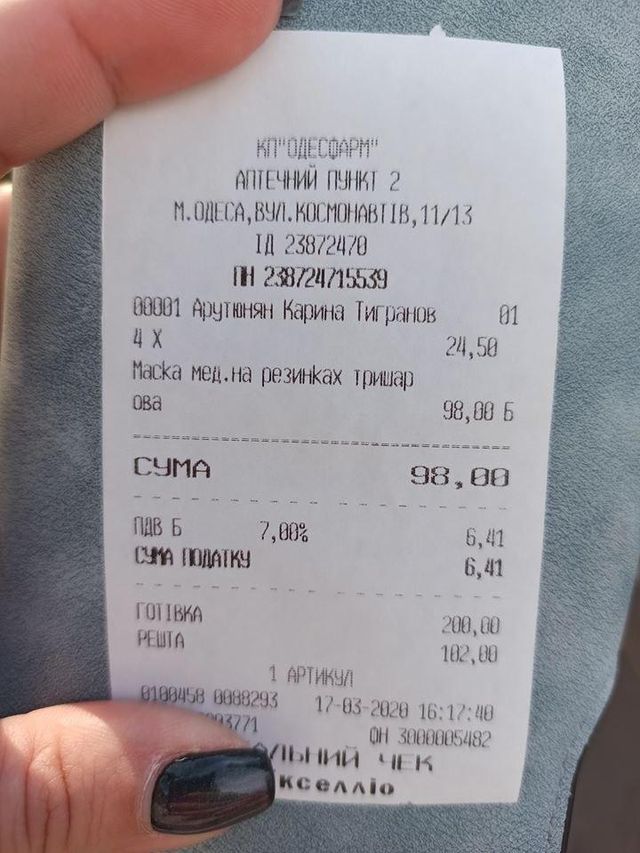 КП"ОДЕСФАРМ"
АПТЕЧНИЙ ПУНКТ 2
М.ОДЕСА,ВУЛ.КОСМОНАВТІВ,11/13
ІД 23872470
ПН 238724715539
00001 Арутюнян Карина Тигранов 01
4 X 24,50
Маска мед.на резинках тришар
ова 98,00 Б
СУМА 98,00
ПДВ Б 7,00% 6,41
СУМА ПОДАТКУ 6,41
ГОТІВКА 200,00
РЕШТА 102,00
1 АРТИКУЛ
0100458 0088293 17-03-2020 16:17:40
ФН 3000005482
ЧЕК